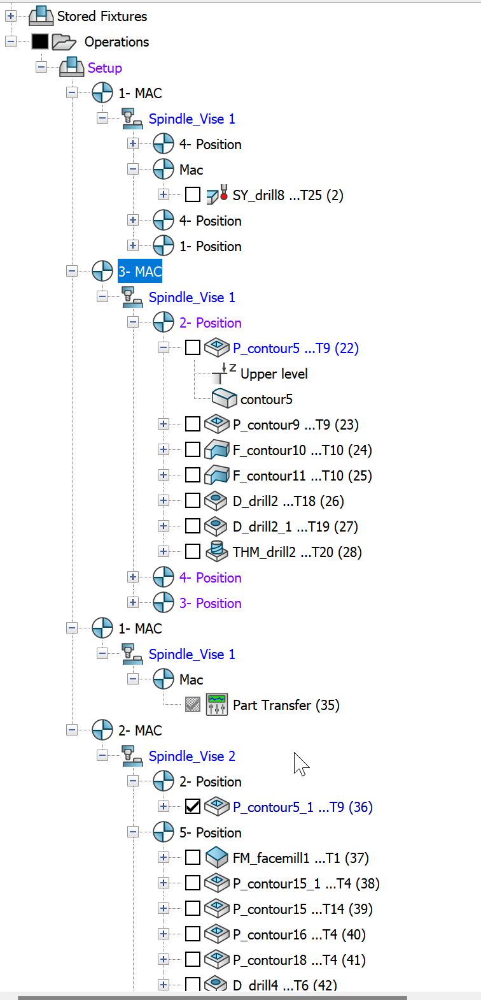 Stored Fixtures
Operations
Setup
1- MAC
Spindle_Vise 1
4- Position
Mac
SY_drill8 ...T25 (2)
4- Position
1- Position
3- MAC
Spindle_Vise 1
2- Position
P_contour5 ...T9 (22)
Z
Upper level
contour5
P_contour9 ...T9 (23)
F_contour10 ...T10 (24)
F_contour11 ...T10 (25)
D_drill2 ...T18 (26)
D_drill2_1 ...T19 (27)
THM_drill2 ...T20 (28)
4- Position
3- Position
1- MAC
Spindle_Vise 1
Mac
Part Transfer (35)
2- MAC
Spindle_Vise 2
2- Position
P_contour5_1 ...T9 (36)
5- Position
FM_facemill1 ...T1 (37)
P_contour15_1 ...T4 (38)
P_contour15 ...T14 (39)
P_contour16 ...T4 (40)
P_contour18 ...T4 (41)
D_drill4 ...T6 (42)